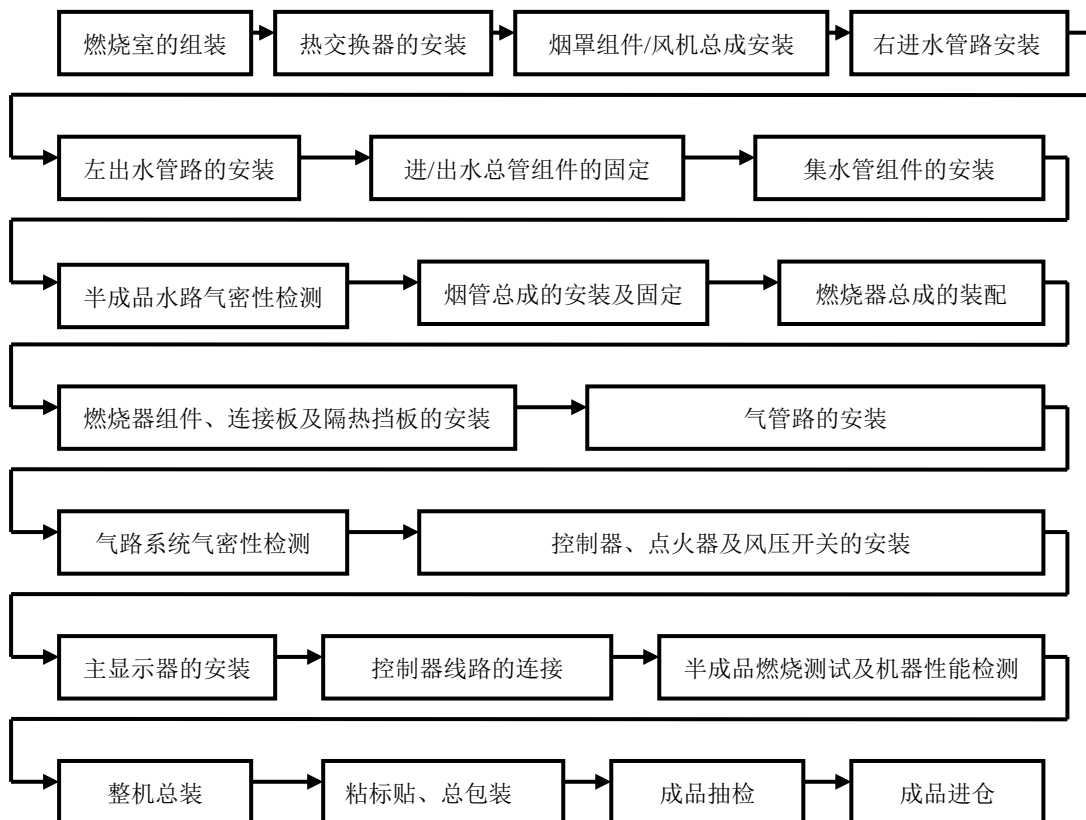 燃烧室的组装
热交换器的安装
烟罩组件/风机总成安装
右进水管路安装
左出水管路的安装
进/出水总管组件的固定
集水管组件的安装
半成品水路气密性检测
烟管总成的安装及固定
燃烧器总成的装配
燃烧器组件、连接板及隔热挡板的安装
气管路的安装
气路系统气密性检测
控制器、点火器及风压开关的安装
主显示器的安装
控制器线路的连接
半成品燃烧测试及机器性能检测
整机总装
粘标贴、总包装
成品抽检
成品进仓